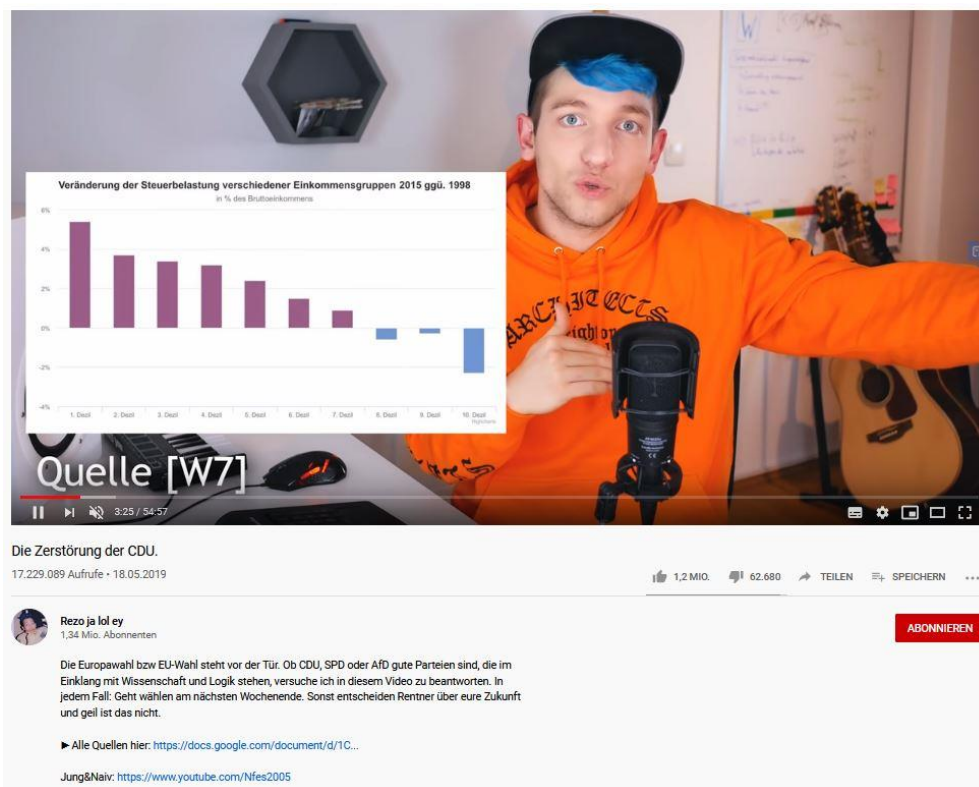 Veränderung der Steuerbelastung verschiedener Einkommensgruppen 2015 ggü. 1998
in % des Bruttoeinkommens
6%
4%
2%
0%
-2%
-4%
1. Dezil 2. Dezil 3. Dezil 4. Dezil 5. Dezil 6. Dezil 7. Dezil 8. Dezil 9. Dezil 10. Dezil
ARCHITECTS
Quelle [W7]
3:25 / 54:57
Die Zerstörung der CDU.
17.229.089 Aufrufe • 18.05.2019
1,2 MIO. 62.680 TEILEN SPEICHERN
Rezo ja lol ey
1,34 Mio. Abonnenten
ABONNIEREN
Die Europawahl bzw EU-Wahl steht vor der Tür. Ob CDU, SPD oder AfD gute Parteien sind, die im
Einklang mit Wissenschaft und Logik stehen, versuche ich in diesem Video zu beantworten. In
jedem Fall: Geht wählen am nächsten Wochenende. Sonst entscheiden Rentner über eure Zukunft
und geil ist das nicht.
►Alle Quellen hier: https://docs.google.com/document/d/1C...
Jung&Naiv: https://www.youtube.com/Nfes2005